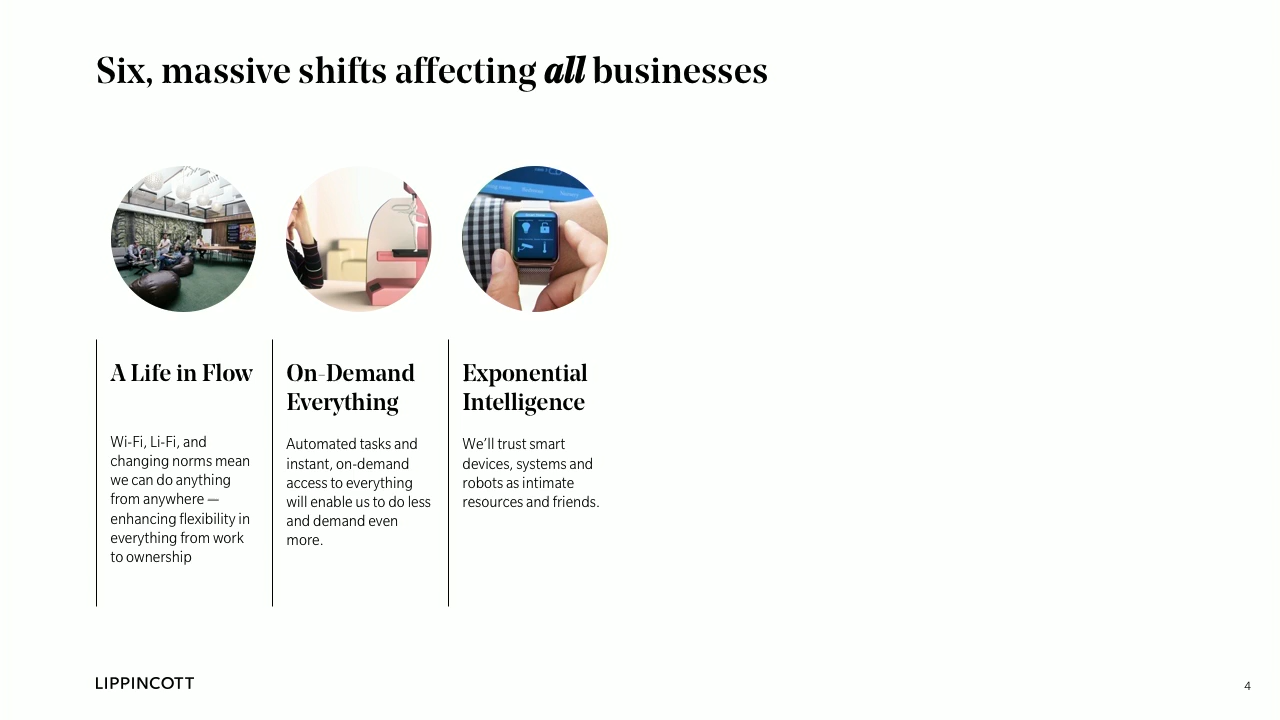 Six, massive shifts affecting all businesses
A Life in Flow
Wi-Fi, Li-Fi, and
changing norms mean
we can do anything
from anywhere —
enhancing flexibility in
everything from work
to ownership
On-Demand
Everything
Automated tasks and
instant, on-demand
access to everything
will enable us to do less
and demand even
more.
Exponential
Intelligence
We’ll trust smart
devices, systems and
robots as intimate
resources and friends.
LIPPINCOTT
4